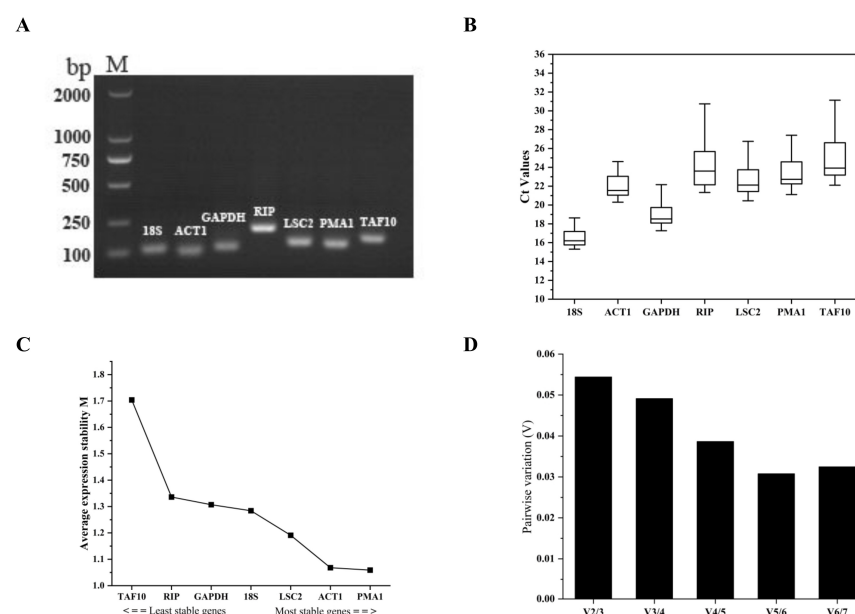 A
bp M
2000
1000
750
500
250
100
18S ACT1 GAPDH RIP LSC2 PMA1 TAF10
B
Ct Values
36
34
32
30
28
26
24
22
20
18
16
14
12
10
18S ACT1 GAPDH RIP LSC2 PMA1 TAF10
C
Average expression stability M
1.8
1.7
1.6
1.5
1.4
1.3
1.2
1.1
1.0
TAF10 RIP GAPDH 18S LSC2 ACT1 PMA1
< = = Least stable genes Most stable genes = = >
D
Pairwise variation (V)
0.06
0.05
0.04
0.03
0.02
0.01
0.00
V2/3 V3/4 V4/5 V5/6 V6/7